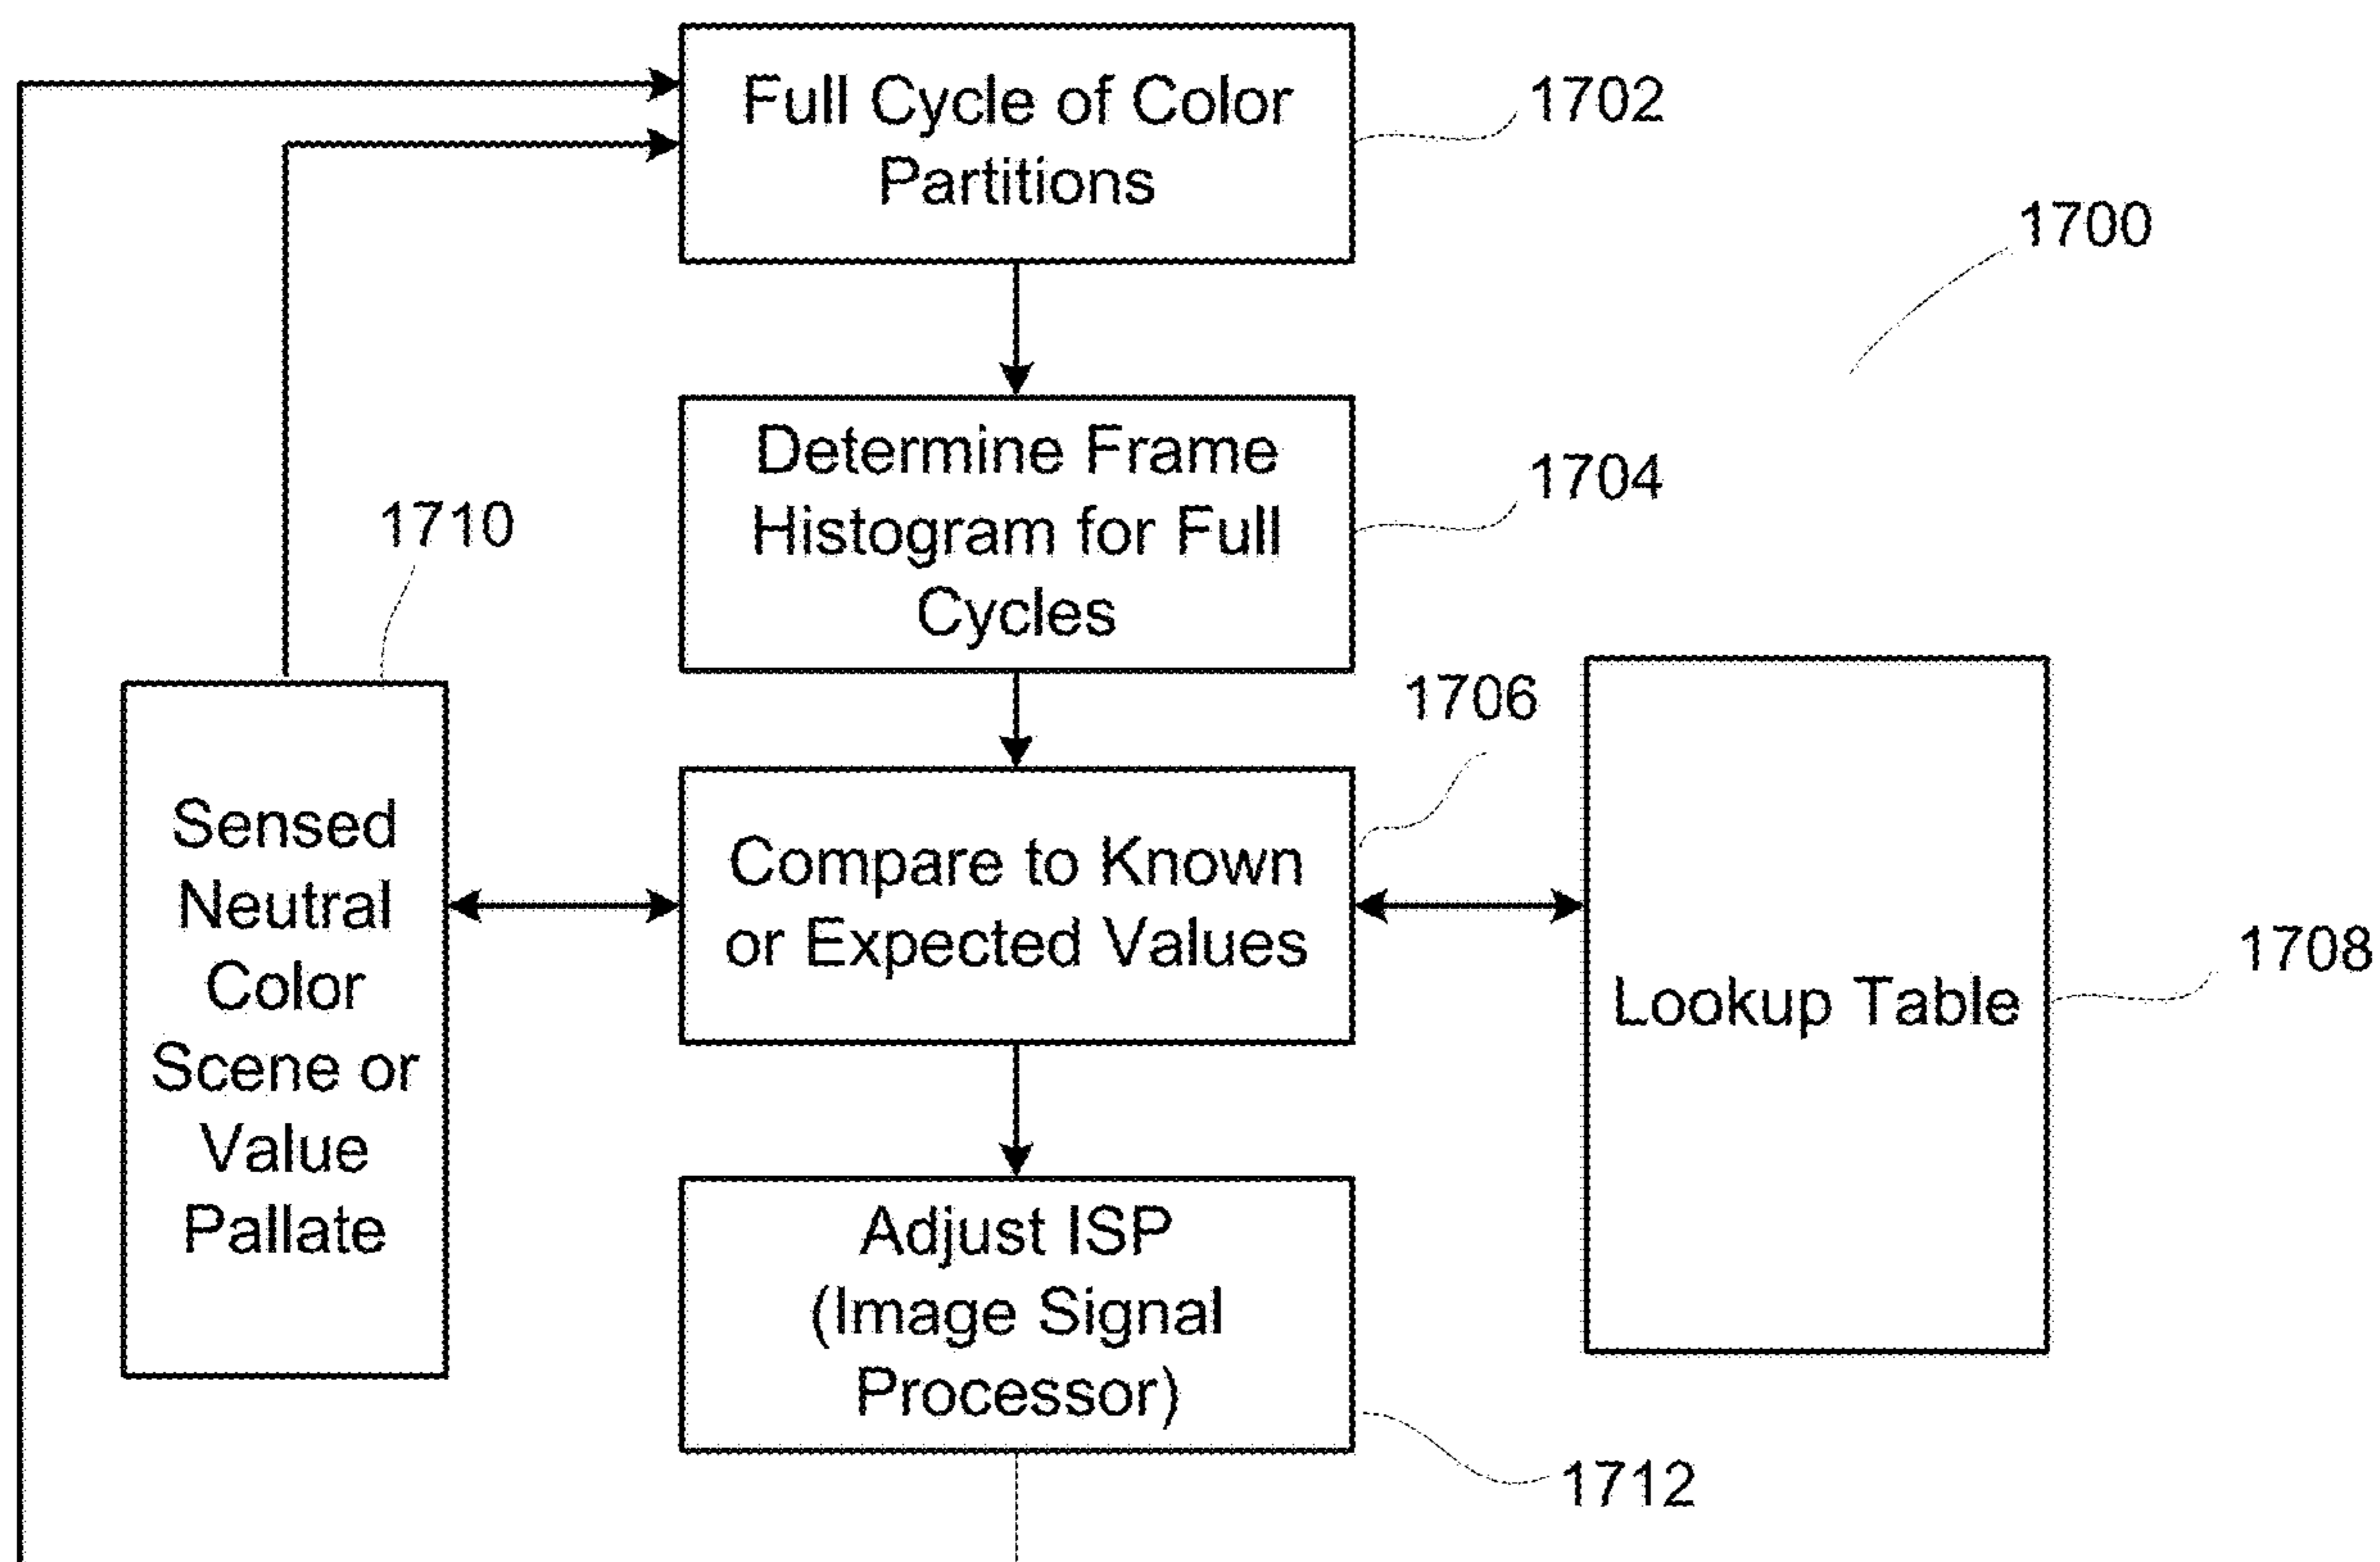 Full Cycle of Color
Partitions
1702
1700
Determine Frame
Histogram for Full
Cycles
1704
1710
1706
Sensed
Neutral
Color
Scene or
Value
Pallate
Compare to Known
or Expected Values
Lookup Table
1708
Adjust ISP
(Image Signal
Processor)
1712